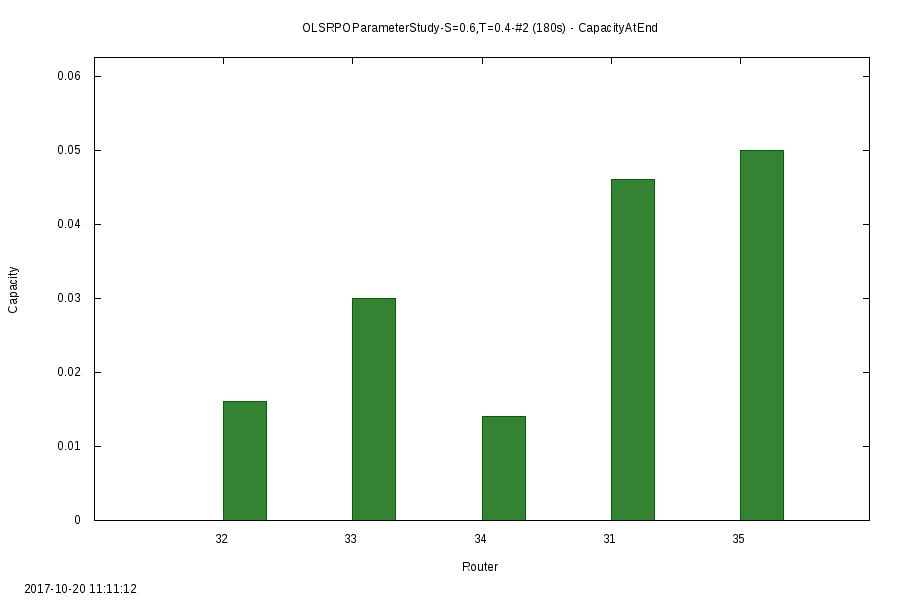 OLSRPOParameterStudy-S=0.6,T=0.4-#2 (180s) - CapacityAtEnd
0.06
0.05
0.04
0.03
0.02
0.01
0
Capacity
32 33 34 31 35
Router
2017-10-20 11:11:12